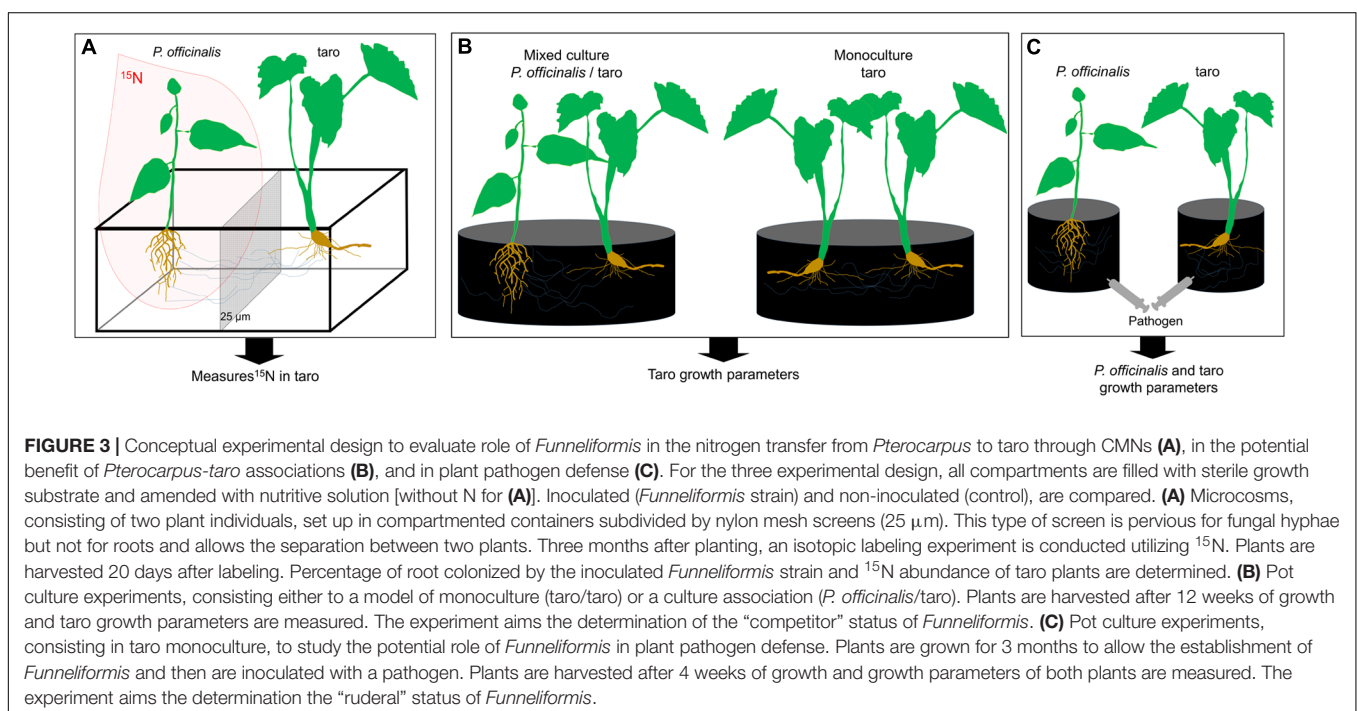 A
P. officinalis
taro
15N
25 μm
Measures15N in taro
B
Mixed culture
P. officinalis / taro
Monoculture
taro
Taro growth parameters
C
P. officinalis
taro
Pathogen
P. officinalis and taro
growth parameters
FIGURE 3 | Conceptual experimental design to evaluate role of Funneliformis in the nitrogen transfer from Pterocarpus to taro through CMNs (A), in the potential
benefit of Pterocarpus-taro associations (B), and in plant pathogen defense (C). For the three experimental design, all compartments are filled with sterile growth
substrate and amended with nutritive solution [without N for (A)]. Inoculated (Funneliformis strain) and non-inoculated (control), are compared. (A) Microcosms,
consisting of two plant individuals, set up in compartmented containers subdivided by nylon mesh screens (25 μm). This type of screen is pervious for fungal hyphae
but not for roots and allows the separation between two plants. Three months after planting, an isotopic labeling experiment is conducted utilizing 15N. Plants are
harvested 20 days after labeling. Percentage of root colonized by the inoculated Funneliformis strain and 15N abundance of taro plants are determined. (B) Pot
culture experiments, consisting either to a model of monoculture (taro/taro) or a culture association (P. officinalis/taro). Plants are harvested after 12 weeks of growth
and taro growth parameters are measured. The experiment aims the determination of the “competitor” status of Funneliformis. (C) Pot culture experiments,
consisting in taro monoculture, to study the potential role of Funneliformis in plant pathogen defense. Plants are grown for 3 months to allow the establishment of
Funneliformis and then are inoculated with a pathogen. Plants are harvested after 4 weeks of growth and growth parameters of both plants are measured. The
experiment aims the determination the “ruderal” status of Funneliformis.